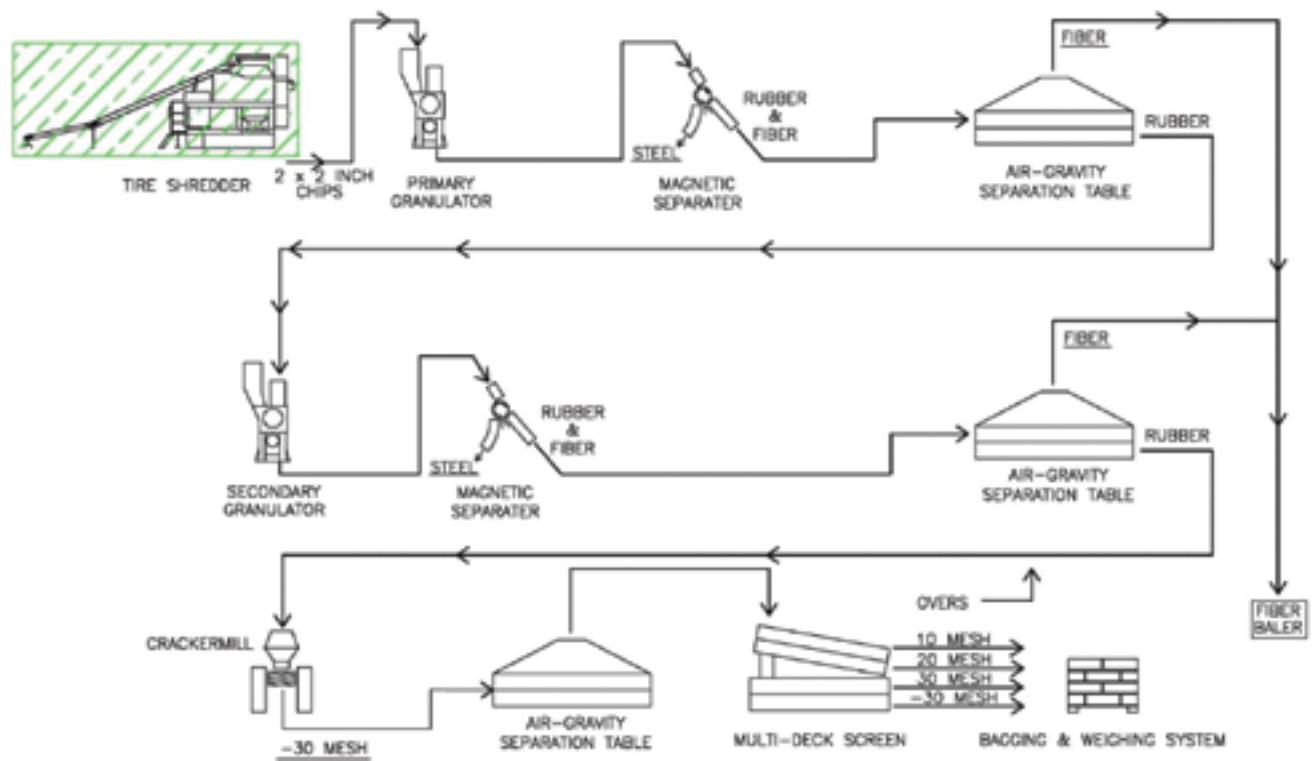 FIBER
RUBBER
&
FIBER
RUBBER
STEEL
TIRE SHREDDER
2 x 2 INCH
CHIPS
PRIMARY
GRANULATOR
MAGNETIC
SEPARATER
AIR-GRAVITY
SEPARATION TABLE
FIBER
RUBBER
&
FIBER
RUBBER
STEEL
SECONDARY
GRANULATOR
MAGNETIC
SEPARATER
AIR-GRAVITY
SEPARATION TABLE
OVERS
FIBER
BALER
CRACKERMILL
10 MESH
20 MESH
30 MESH
-30 MESH
-30 MESH
AIR-GRAVITY
SEPARATION TABLE
MULTI-DECK SCREEN
BAGGING & WEIGHING SYSTEM